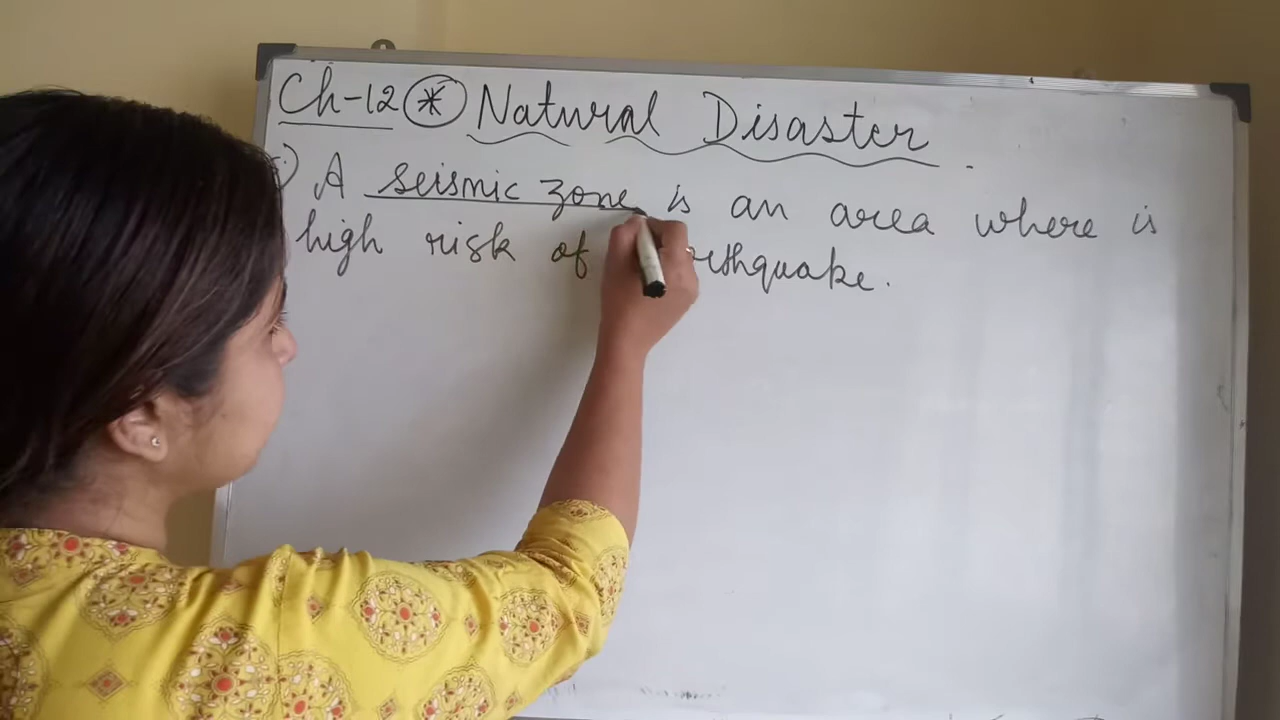 Ch-12 * Natural Disaster.
) A seismic zone is an area where is
high risk of rthquake.